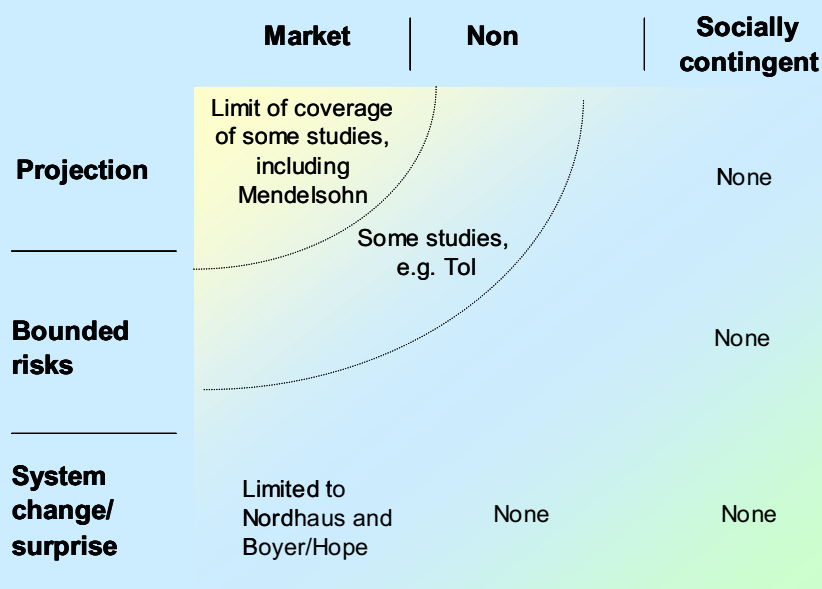 Market
Non
Socially
contingent
Projection
Limit of coverage
of some studies,
including
Mendelsohn
None
Some studies,
e.g. Tol
Bounded
risks
None
System
change/
surprise
Limited to
Nordhaus and
Boyer/Hope
None
None